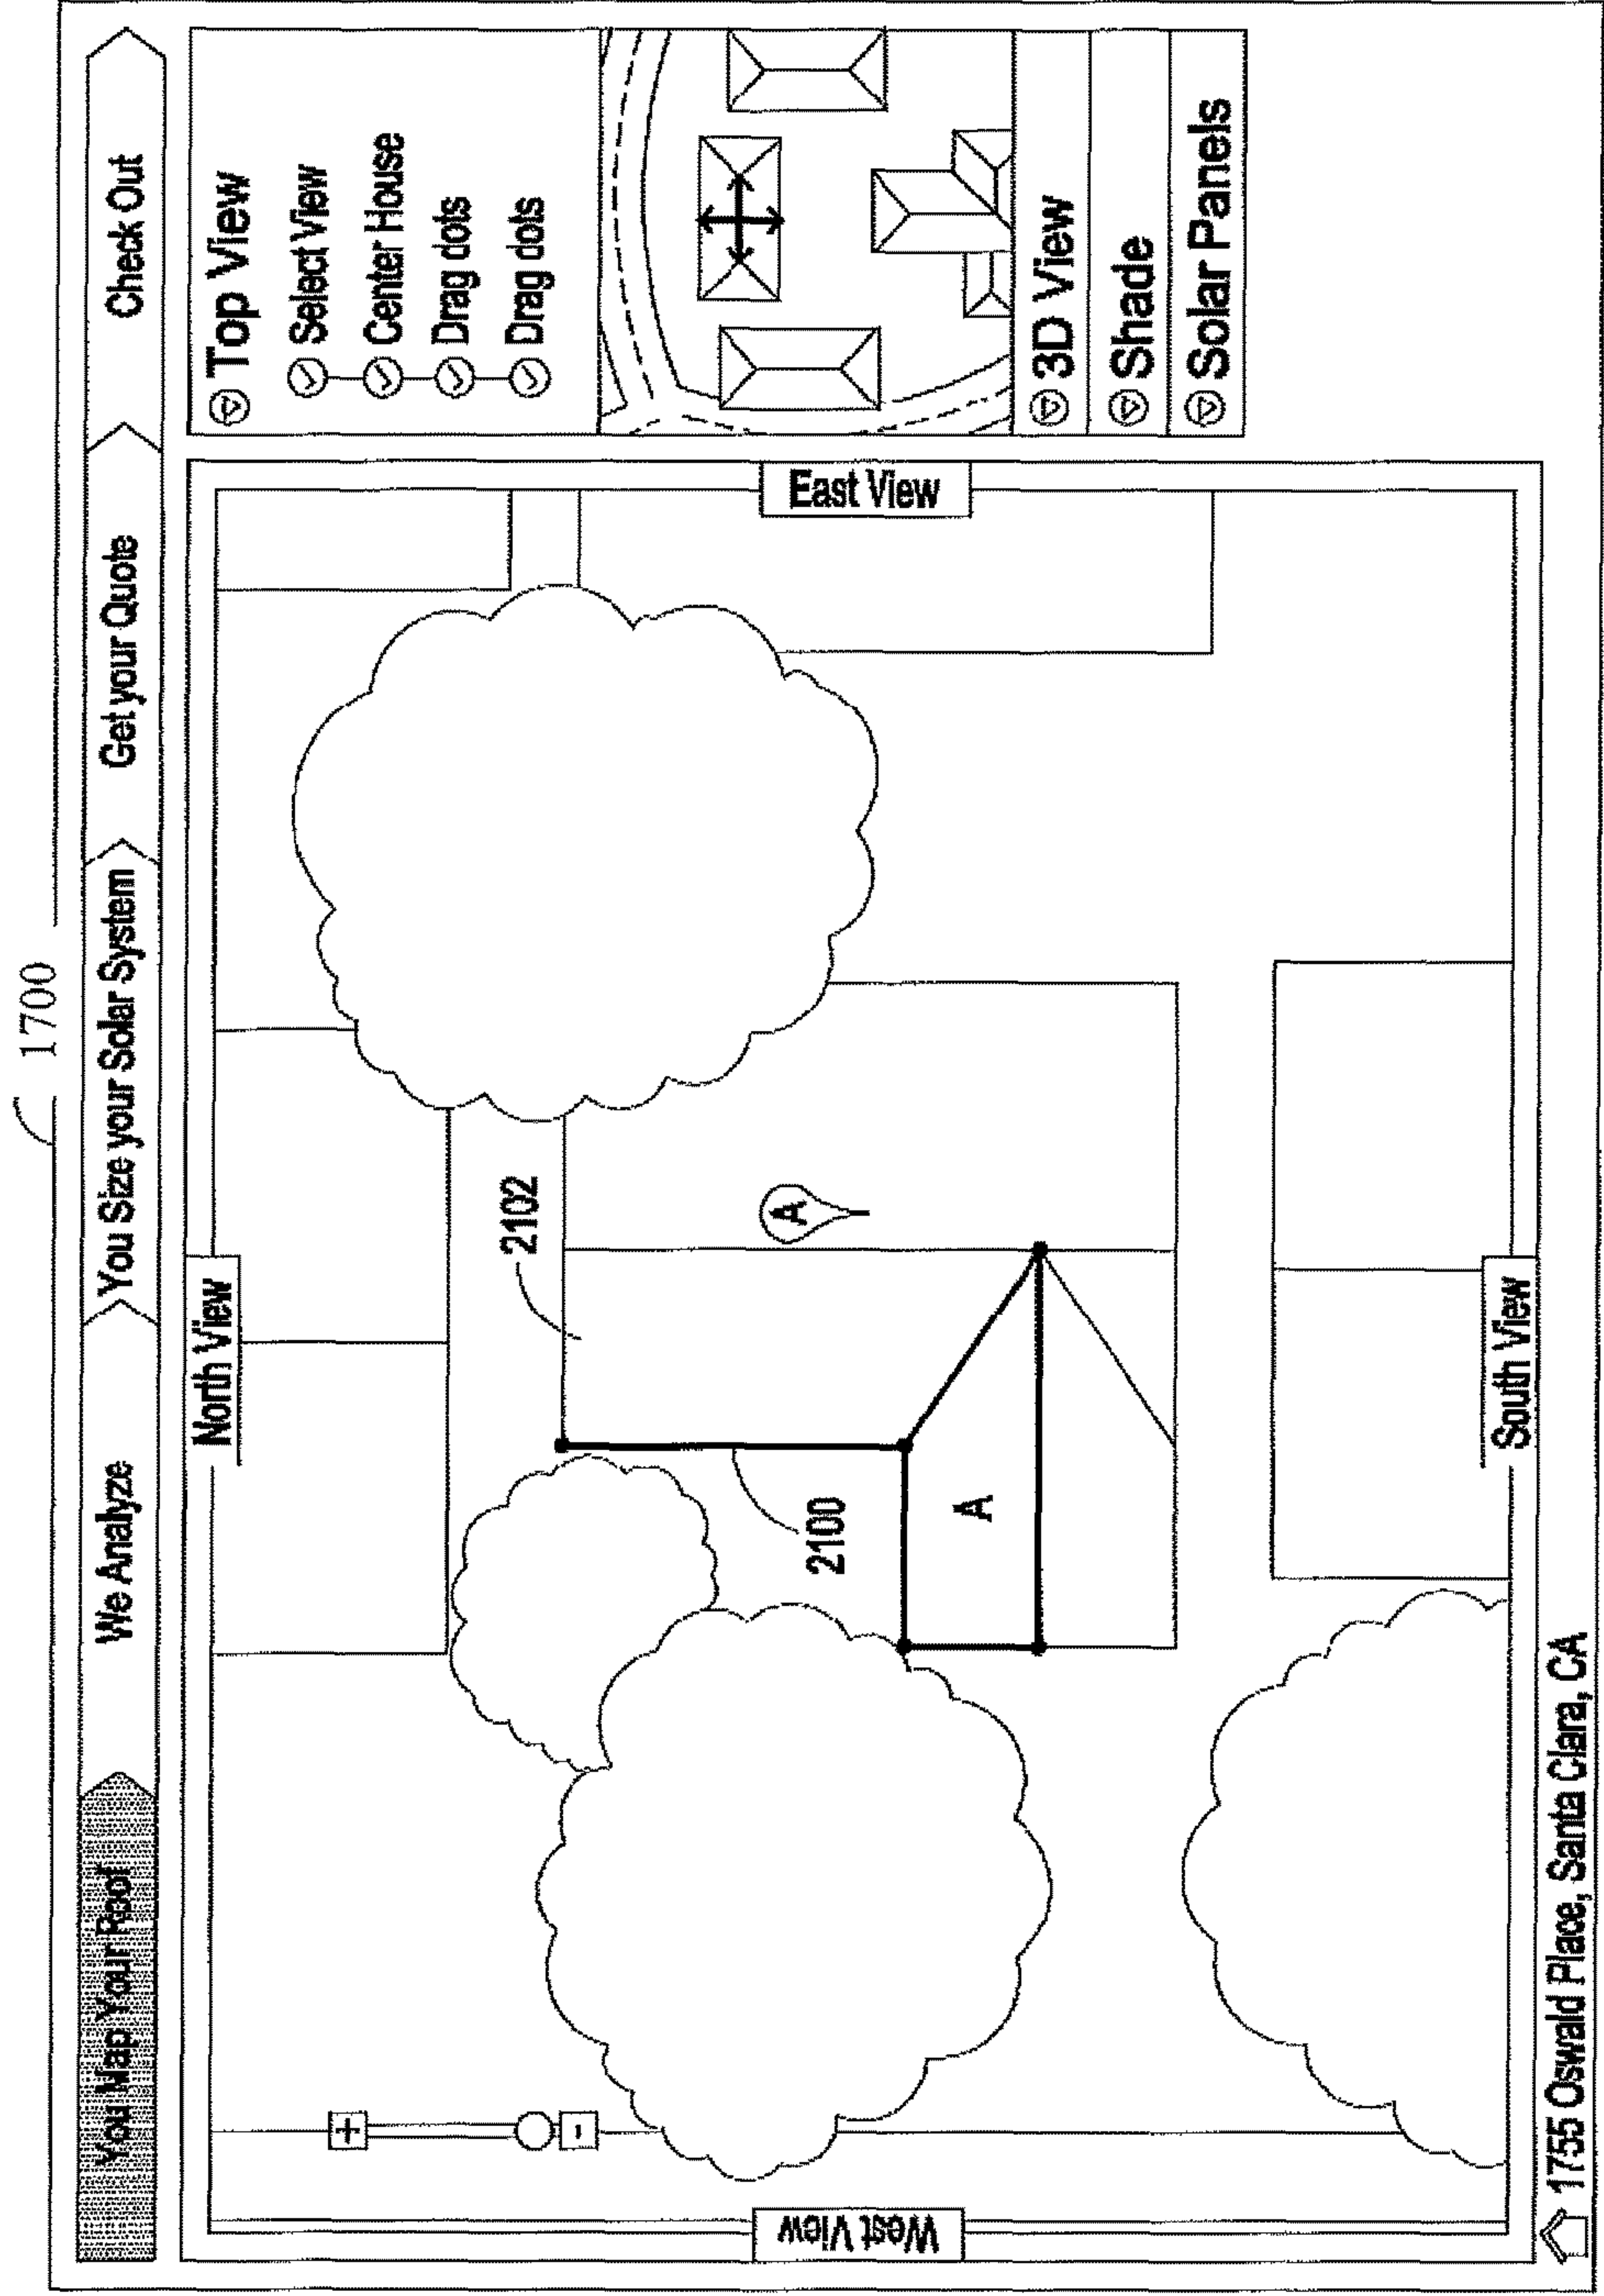 1700
You Map Your Roof
We Analyze
You Size your Solar System
Get your Quote
Check Out
North View
West View
East View
South View
+
-
2102
2100
A
A
Top View
Select View
Center House
Drag dots
Drag dots
3D View
Shade
Solar Panels
1755 Oswald Place, Santa Clara, CA